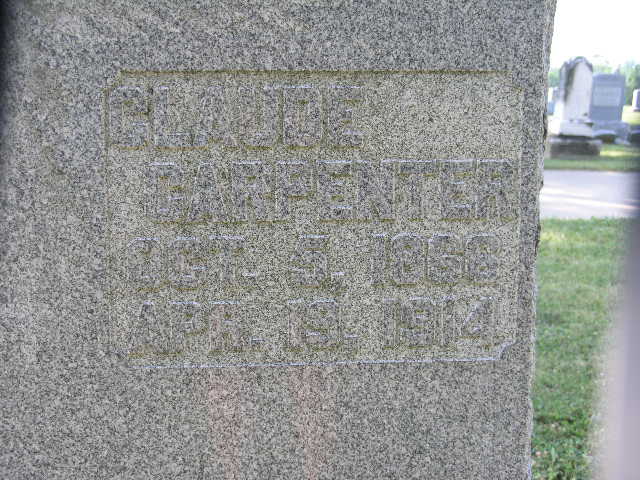 CLAUDE
CARPENTER
OCT. 5. 1868
APR. 19. 1914